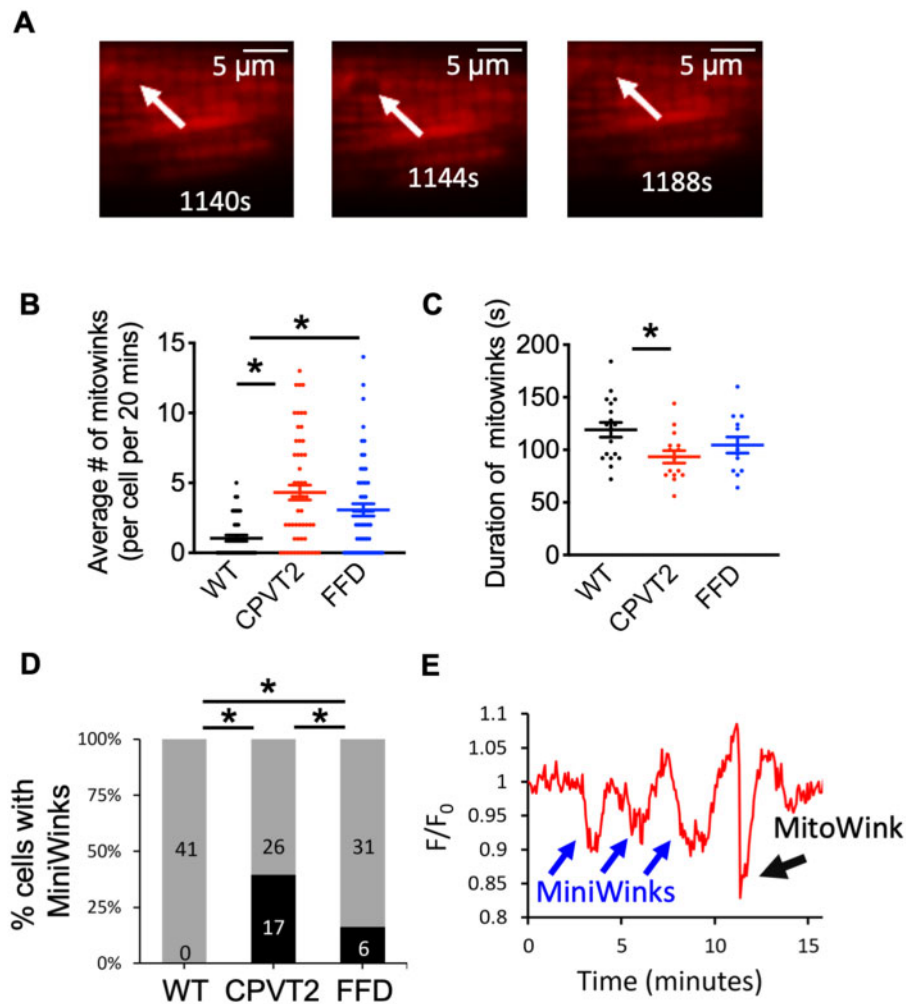 A
5 μm
5 μm
5 μm
1140s
1144s
1188s
B
Average # of mitowinks
(per cell per 20 mins)
15
10
5
0
*
*
WT
CPVT2
FFD
C
Duration of mitowinks (s)
200
150
100
50
0
*
WT
CPVT2
FFD
D
% cells with
MiniWinks
100%
75%
50%
25%
0%
*
*
*
41
26
31
0
17
6
WT
CPVT2
FFD
E
F/F0
1.1
1.05
1
0.95
0.9
0.85
0.8
MiniWinks
MitoWink
0
5
10
15
Time (minutes)